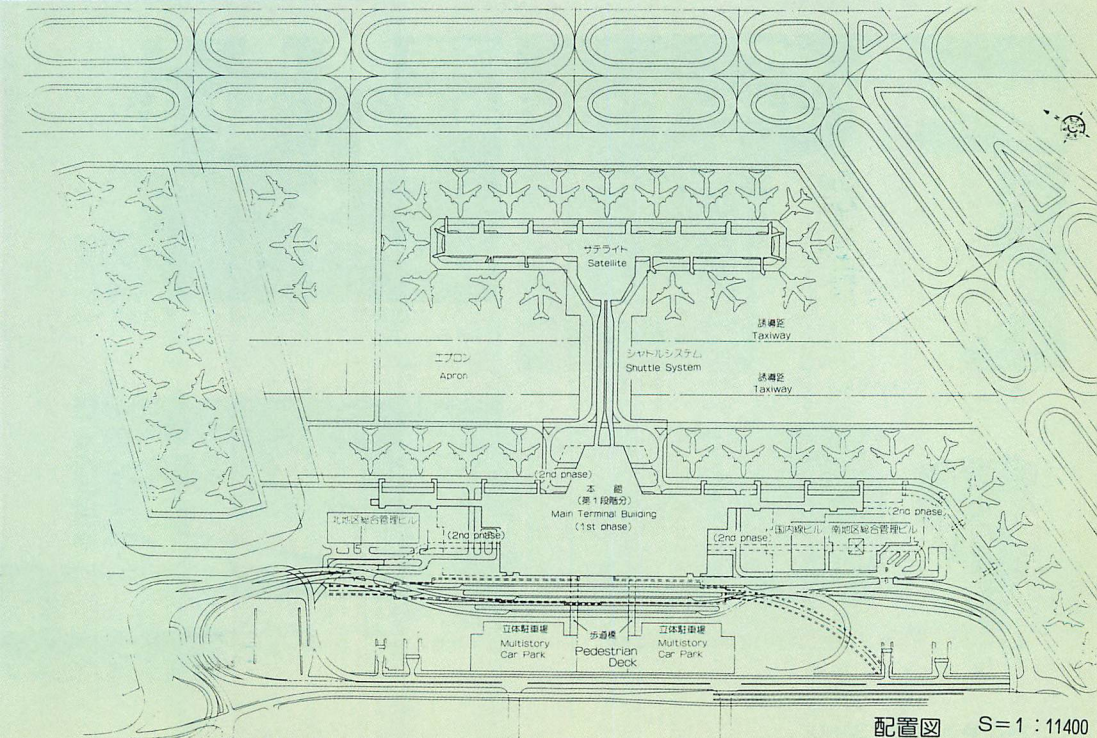 サテライト
Satellite
誘導路
Taxiway
エプロン
Apron
シャトルシステム
Shuttle System
誘導路
Taxiway
(2nd phase)
本館
(第1段階分)
Main Terminal Building
(1st phase)
(2nd phase)
北地区総合管理ビル
(2nd phase)
(2nd phase)
国内線ビル
南地区総合管理ビル
立体駐車場
Multistory
Car Park
歩道橋
Pedestrian
Deck
立体駐車場
Multistory
Car Park
配置図 S=1:11400